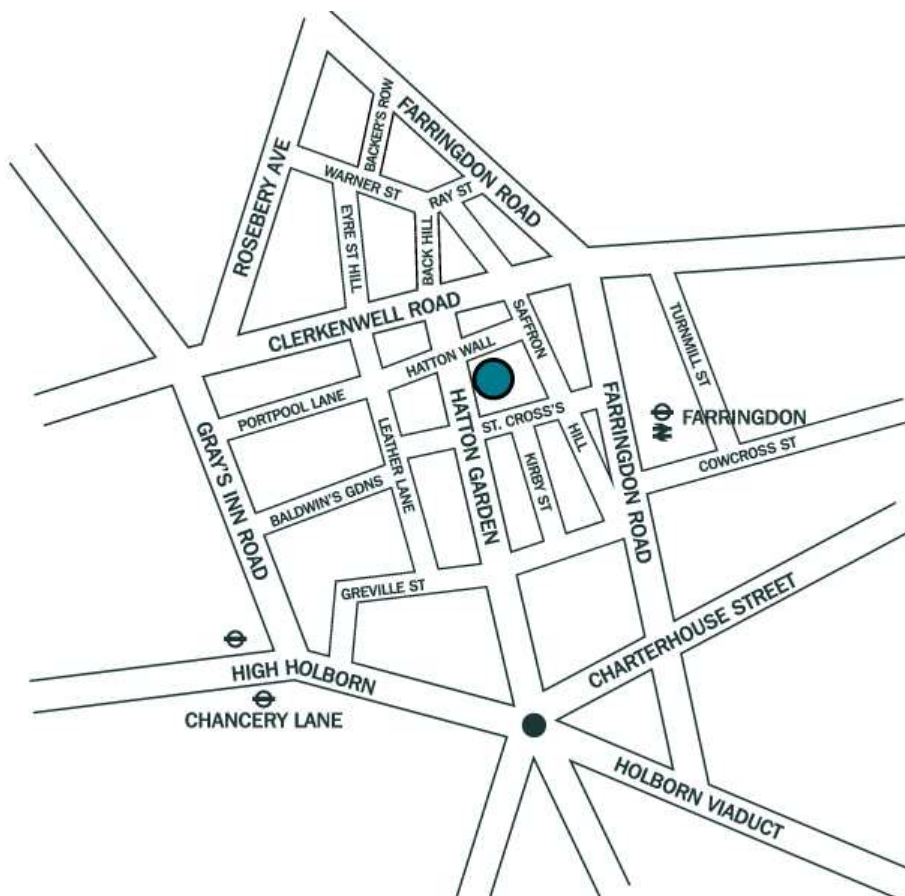 BACKER'S ROW
FARRINGDON ROAD
ROSEBERY AVE
WARNER ST
RAY ST
EYRE ST HILL
BACK HILL
CLERKENWELL ROAD
SAFFRON
TURNMILL ST
HATTON WALL
PORTPOOL LANE
HATTON GARDEN
ST. CROSS'S
FARRINGDON ROAD
FARRINGDON
LEATHER LANE
HILL
GRAY'S INN ROAD
KIRBY ST
COWCROSS ST
BALDWIN'S GDNS
GREVILLE ST
CHARTERHOUSE STREET
HIGH HOLBORN
CHANCERY LANE
HOLBORN VIADUCT